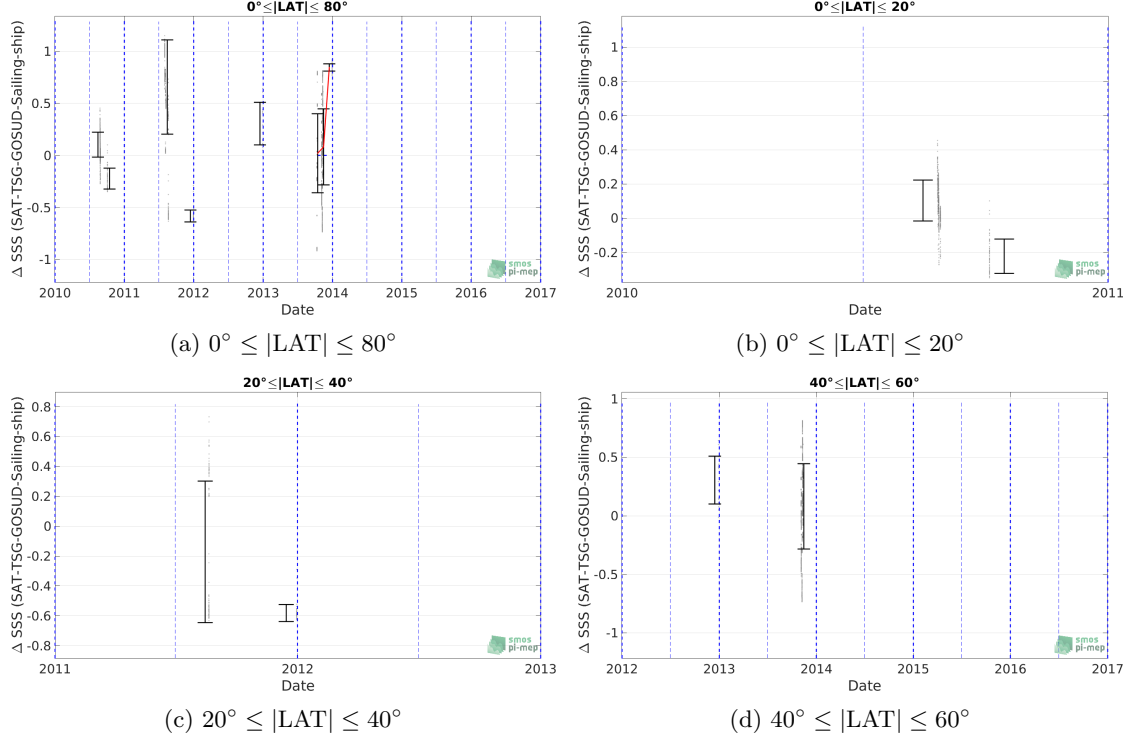 0°≤|LAT|≤ 80°
Δ SSS (SAT-TSG-GOSUD-Sailing-ship)
1
0.5
0
-0.5
-1
2010 2011 2012 2013 2014 2015 2016 2017
Date
smos
pi-mep
(a) 0° ≤ |LAT| ≤ 80°
0°≤|LAT|≤ 20°
Δ SSS (SAT-TSG-GOSUD-Sailing-ship)
1
0.8
0.6
0.4
0.2
0
-0.2
2010 2011
Date
smos
pi-mep
(b) 0° ≤ |LAT| ≤ 20°
20°≤|LAT|≤ 40°
Δ SSS (SAT-TSG-GOSUD-Sailing-ship)
0.8
0.6
0.4
0.2
0
-0.2
-0.4
-0.6
-0.8
2011 2012 2013
Date
smos
pi-mep
(c) 20° ≤ |LAT| ≤ 40°
40°≤|LAT|≤ 60°
Δ SSS (SAT-TSG-GOSUD-Sailing-ship)
1
0.5
0
-0.5
-1
2012 2013 2014 2015 2016 2017
Date
smos
pi-mep
(d) 40° ≤ |LAT| ≤ 60°